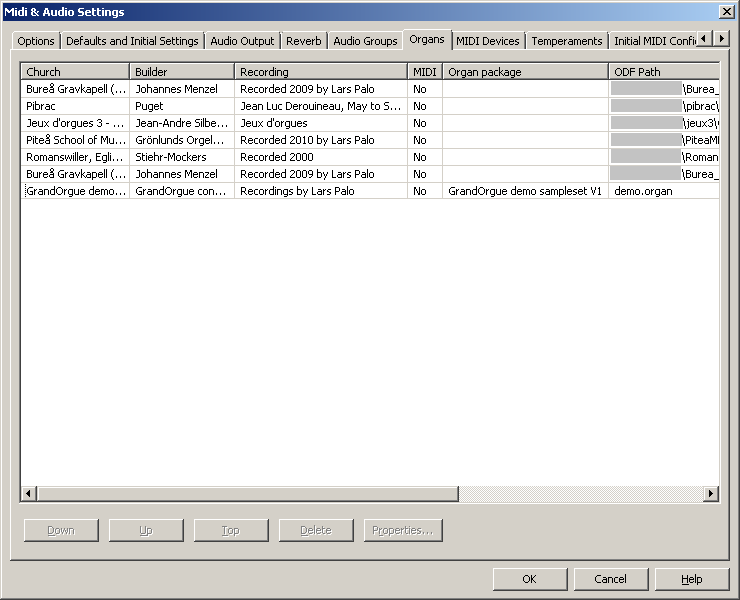 Midi & Audio Settings
Options Defaults and Initial Settings Audio Output Reverb Audio Groups Organs MIDI Devices Temperaments Initial MIDI Confi
Church Builder Recording MIDI Organ package ODF Path
Bureå Gravkapell (... Johannes Menzel Recorded 2009 by Lars Palo No \Burea_
Pibrac Puget Jean Luc Derouineau, May to S... No \pibrac\
Jeux d'orgues 3 - ... Jean-Andre Silbe... Jeux d'orgues No \jeux3\
Piteå School of Mu... Grönlunds Orgel... Recorded 2010 by Lars Palo No \PiteaM
Romanswiller, Egli... Stiehr-Mockers Recorded 2000 No \Roman
Bureå Gravkapell (... Johannes Menzel Recorded 2009 by Lars Palo No \Burea_
GrandOrgue demo... GrandOrgue con... Recordings by Lars Palo No GrandOrgue demo sampleset V1 demo.organ
Down Up Top Delete Properties...
OK Cancel Help